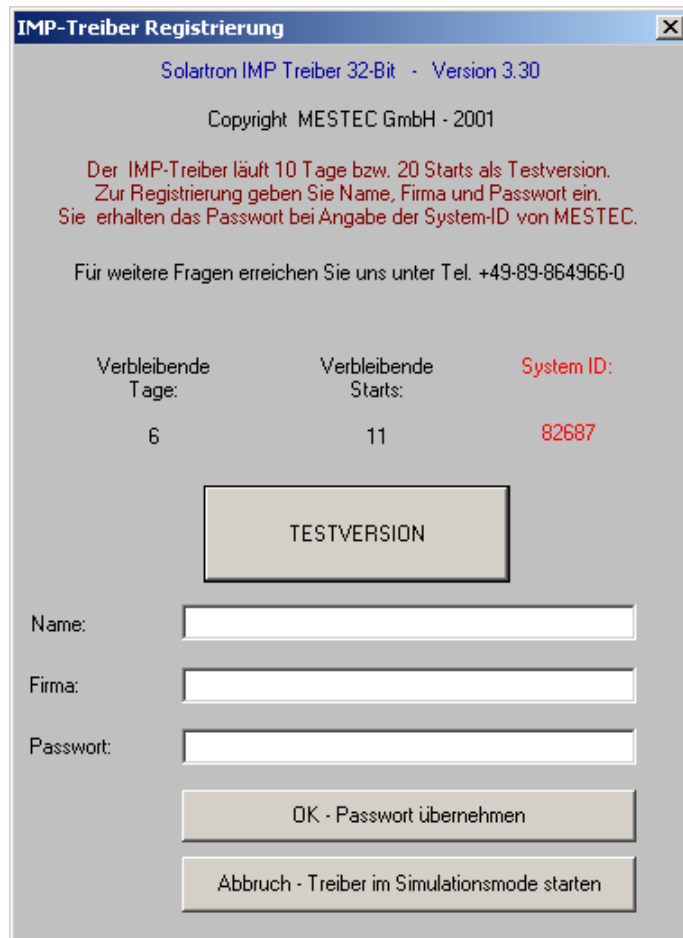 IMP-Treiber Registrierung
Solartron IMP Treiber 32-Bit - Version 3.30
Copyright MESTEC GmbH - 2001
Der IMP-Treiber läuft 10 Tage bzw. 20 Starts als Testversion.
Zur Registrierung geben Sie Name, Firma und Passwort ein.
Sie erhalten das Passwort bei Angabe der System-ID von MESTEC.
Für weitere Fragen erreichen Sie uns unter Tel. +49-89-864966-0
Verbleibende Tage:
Verbleibende Starts:
System ID:
6
11
82687
TESTVERSION
Name:
Firma:
Passwort:
OK - Passwort übernehmen
Abbruch - Treiber im Simulationsmode starten